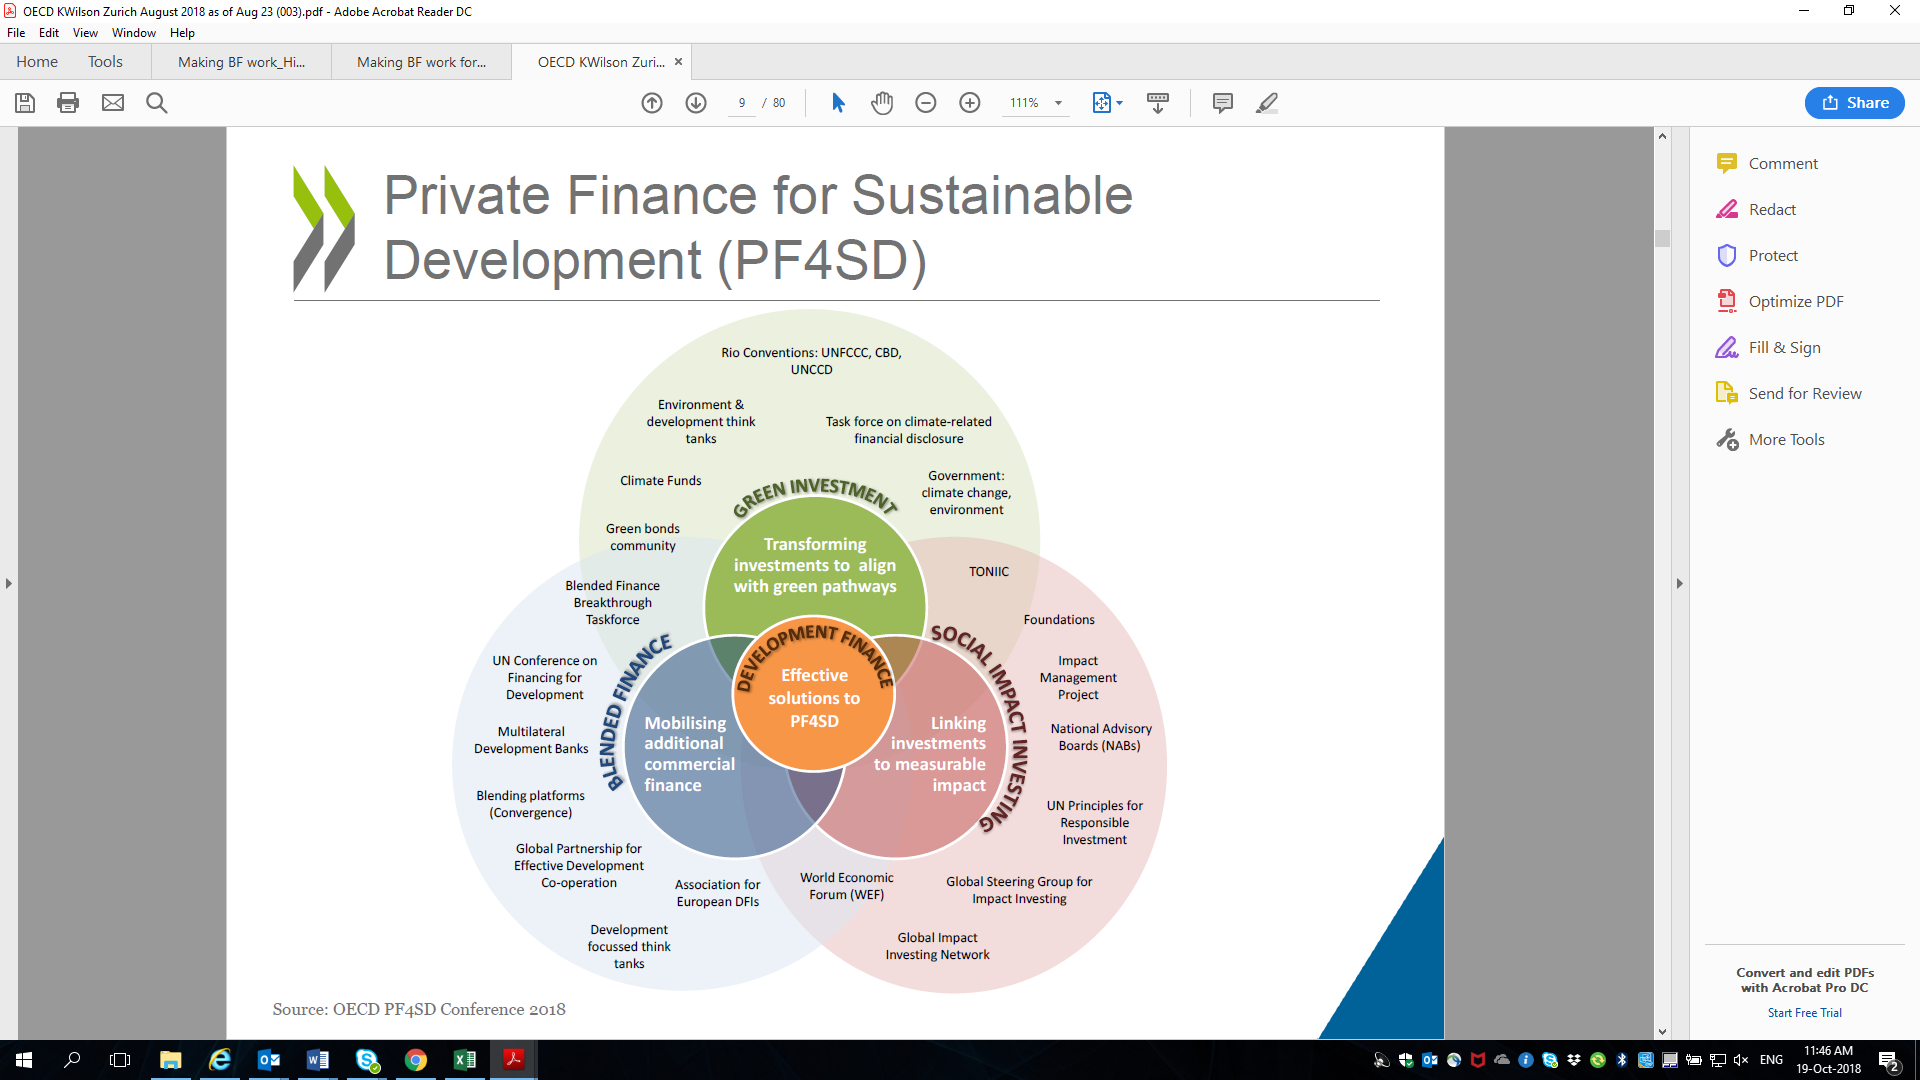 OECD KWilson Zurich August 2018 as of Aug 23 (003).pdf - Adobe Acrobat Reader DC
File Edit View Window Help
Home Tools Making BF work_Hi... Making BF work for... OECD KWilson Zuri...
9 / 80 111% Share
Private Finance for Sustainable
Development (PF4SD)
Rio Conventions: UNFCCC, CBD,
UNCCD
Environment &
development think
tanks
Task force on climate-related
financial disclosure
Climate Funds
Government:
climate change,
environment
Green bonds
community
GREEN INVESTMENT
Transforming
investments to align
with green pathways
TONIIC
Blended Finance
Breakthrough
Taskforce
Foundations
UN Conference on
Financing for
Development
BLENDED FINANCE
DEVELOPMENT FINANCE
Effective
solutions to
PF4SD
SOCIAL IMPACT INVESTING
Impact
Management
Project
Multilateral
Development Banks
Mobilising
additional
commercial
finance
Linking
investments
to measurable
impact
National Advisory
Boards (NABs)
Blending platforms
(Convergence)
UN Principles for
Responsible
Investment
Global Partnership for
Effective Development
Co-operation
Association for
European DFIs
World Economic
Forum (WEF)
Global Steering Group for
Impact Investing
Development
focussed think
tanks
Global Impact
Investing Network
Source: OECD PF4SD Conference 2018
Comment
Redact
Protect
Optimize PDF
Fill & Sign
Send for Review
More Tools
Convert and edit PDFs
with Acrobat Pro DC
Start Free Trial
ENG
11:46 AM
19-Oct-2018
2